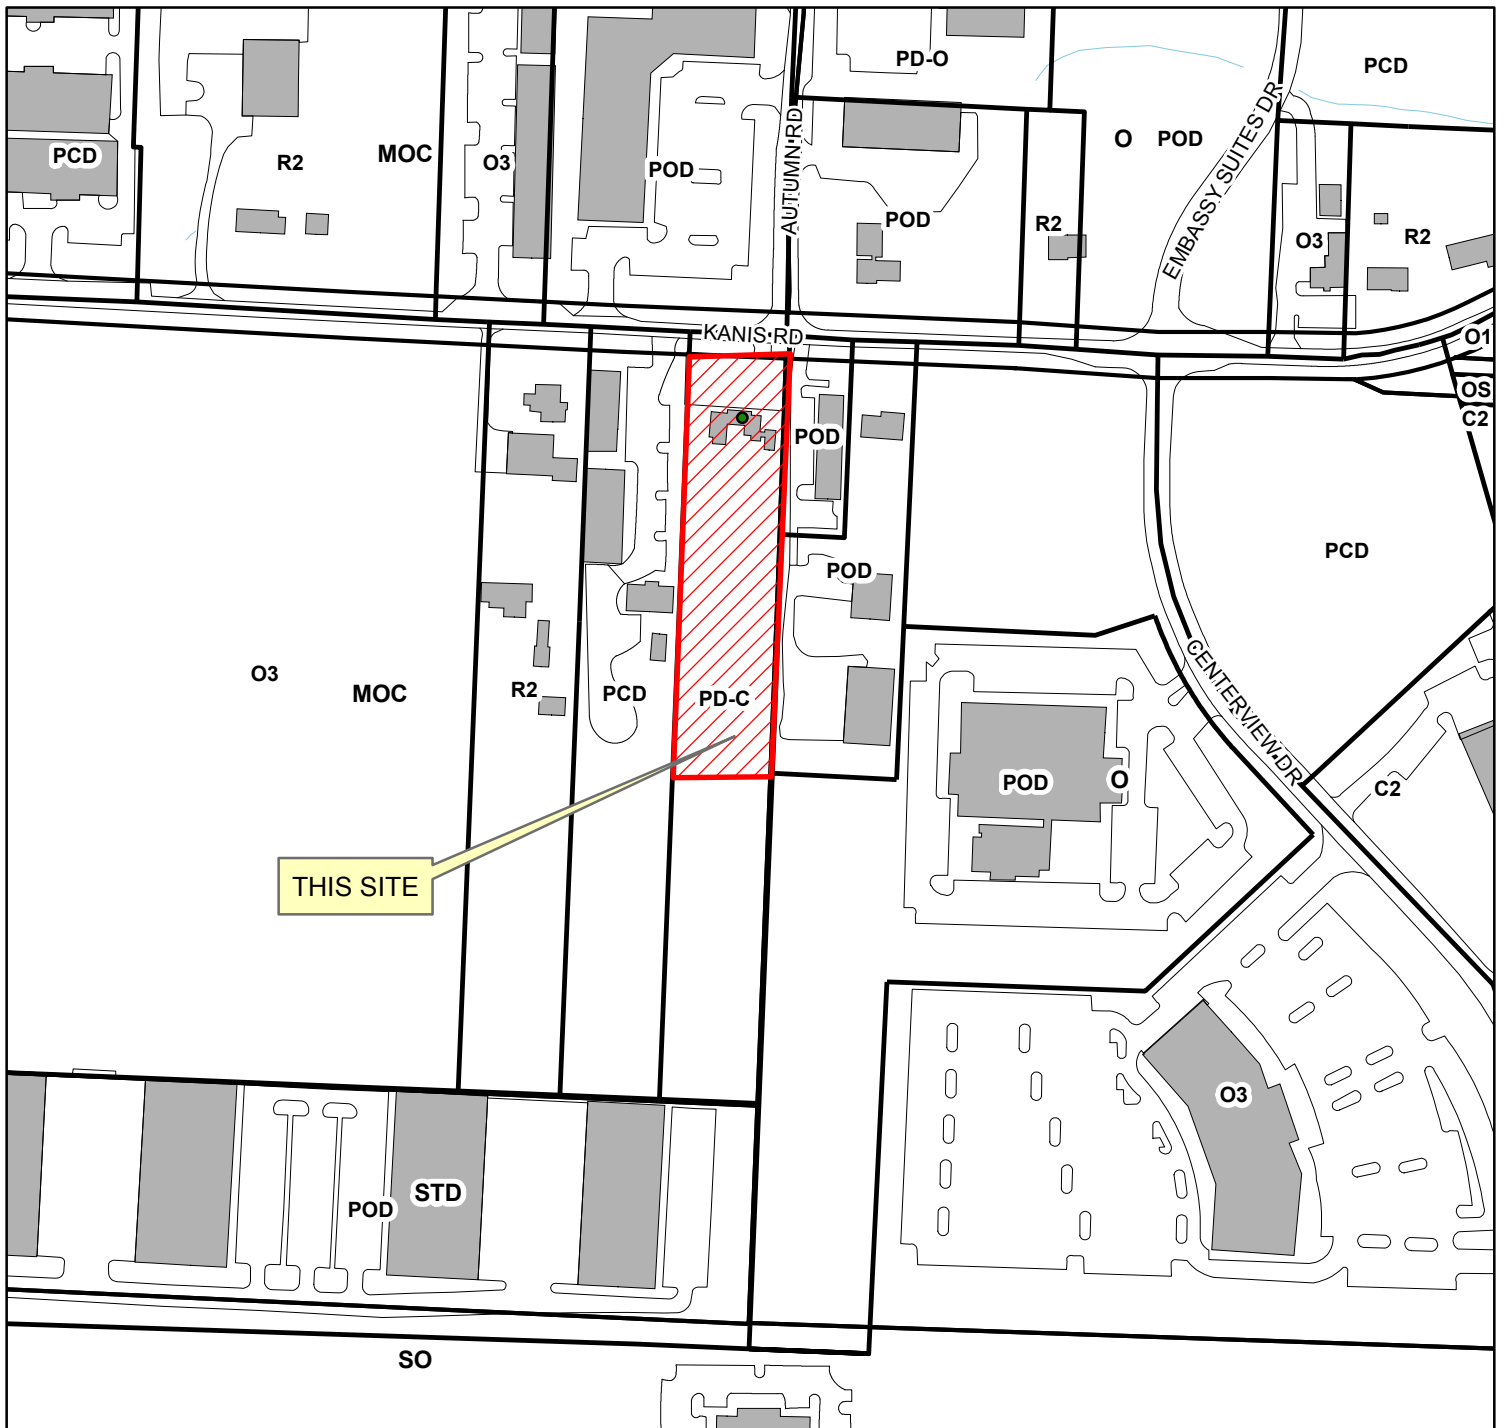 PD-O
PCD
PCD
R2
MOC
O3
POD
AUTUMN RD
POD
R2
O
POD
EMBASSY SUITES DR
O3
R2
KANIS RD
O1
OS
C2
POD
PCD
POD
O3
MOC
R2
PCD
PD-C
CENTERVIEW DR
POD
O
C2
THIS SITE
O3
STD
POD
SO